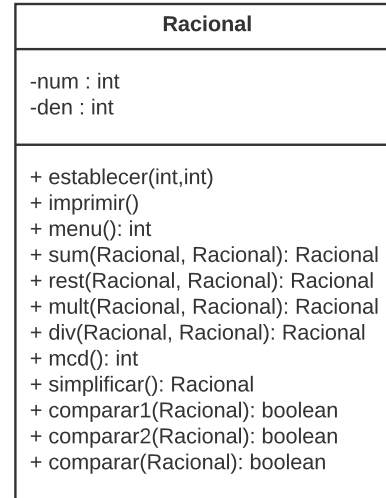 Racional
-num : int
-den : int
+ establecer(int,int)
+ imprimir()
+ menu(): int
+ sum(Racional, Racional): Racional
+ rest(Racional, Racional): Racional
+ mult(Racional, Racional): Racional
+ div(Racional, Racional): Racional
+ mcd(): int
+ simplificar(): Racional
+ comparar1(Racional): boolean
+ comparar2(Racional): boolean
+ comparar(Racional): boolean